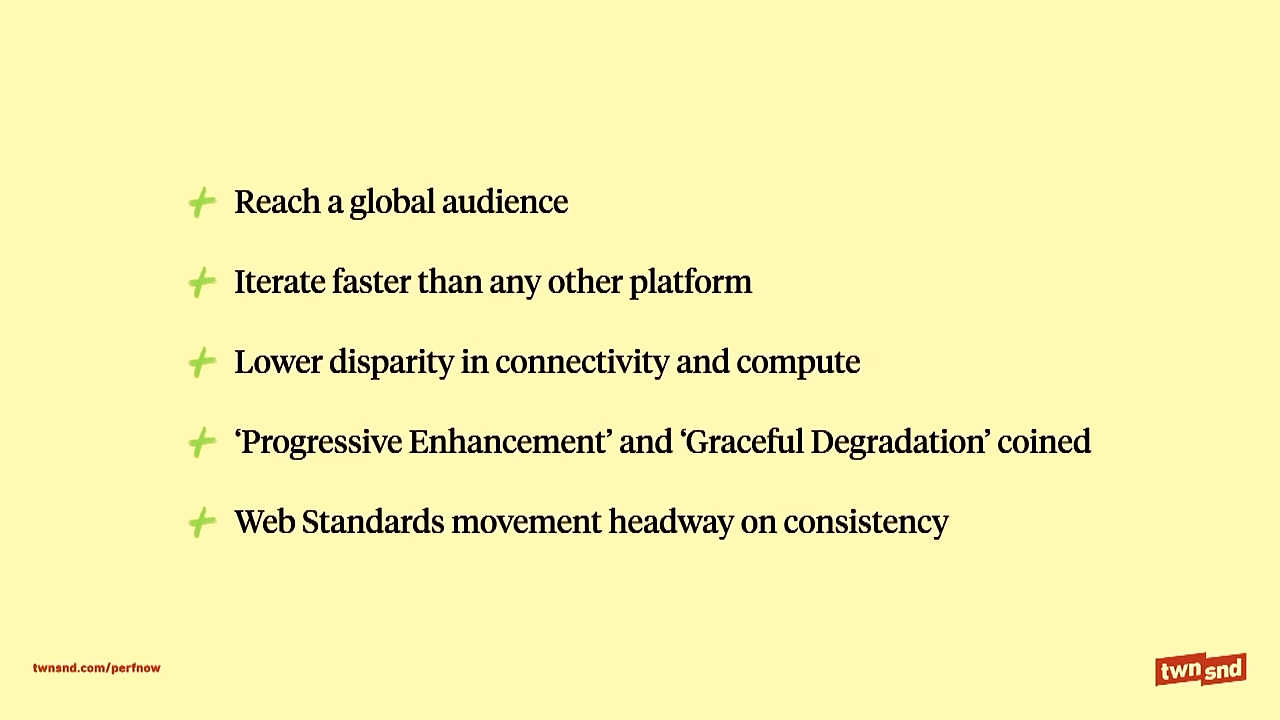 Reach a global audience
Iterate faster than any other platform
Lower disparity in connectivity and compute
‘Progressive Enhancement’ and ‘Graceful Degradation’ coined
Web Standards movement headway on consistency
twnsnd.com/perfnow
twn snd